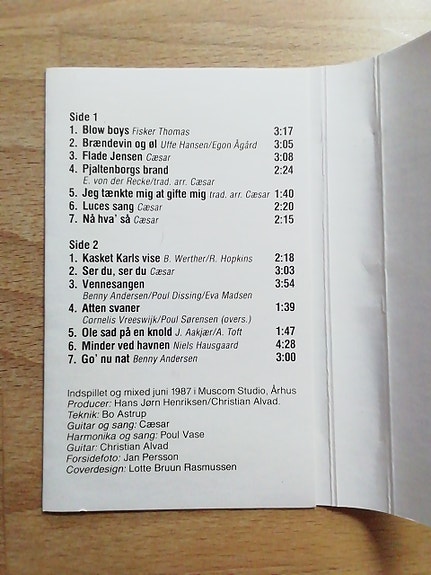 Side 1
1. Blow boys Fisker Thomas 3:17
2. Brændevin og øl Uffe Hansen/Egon Ågård 3:05
3. Flade Jensen Cæsar 3:08
4. Pjaltenborgs brand 2:24
E. von der Recke/trad. arr. Cæsar
5. Jeg tænkte mig at gifte mig trad. arr. Cæsar 1:40
6. Luces sang Cæsar 2:20
7. Nå hva' så Cæsar 2:15
Side 2
1. Kasket Karls vise B. Werther/R. Hopkins 2:18
2. Ser du, ser du Cæsar 3:03
3. Vennesangen 3:54
Benny Andersen/Poul Dissing/Eva Madsen
4. Atten svaner 1:39
Cornelis Vreeswijk/Poul Sørensen (overs.)
5. Ole sad på en knold J. Aakjær/A. Toft 1:47
6. Minder ved havnen Niels Hausgaard 4:28
7. Go' nu nat Benny Andersen 3:00
Indspillet og mixed juni 1987 i Muscom Studio, Århus
Producer: Hans Jørn Henriksen/Christian Alvad.
Teknik: Bo Astrup
Guitar og sang: Cæsar
Harmonika og sang: Poul Vase
Guitar: Christian Alvad
Forsidefoto: Jan Persson
Coverdesign: Lotte Bruun Rasmussen